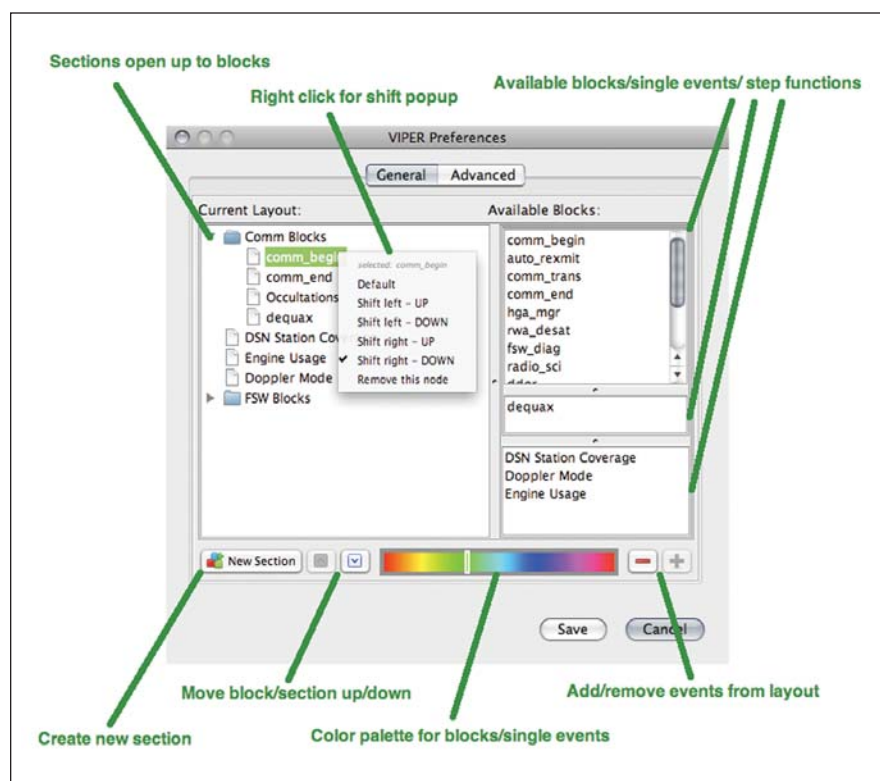 Sections open up to blocks
Right click for shift popup
Available blocks/single events/ step functions
VIPER Preferences
General
Advanced
Current Layout:
Available Blocks:
Comm Blocks
comm_begin
comm_end
Occultations
dequax
DSN Station Cov
Engine Usage
Doppler Mode
FSW Blocks
selected: comm_begin
Default
Shift left - UP
Shift left - DOWN
Shift right - UP
Shift right - DOWN
Remove this node
comm_begin
auto_rexmit
comm_trans
comm_end
hga_mgr
rwa_desat
fsw_diag
radio_sci
dequax
DSN Station Coverage
Doppler Mode
Engine Usage
New Section
Save
Cancel
Move block/section up/down
Add/remove events from layout
Create new section
Color palette for blocks/single events